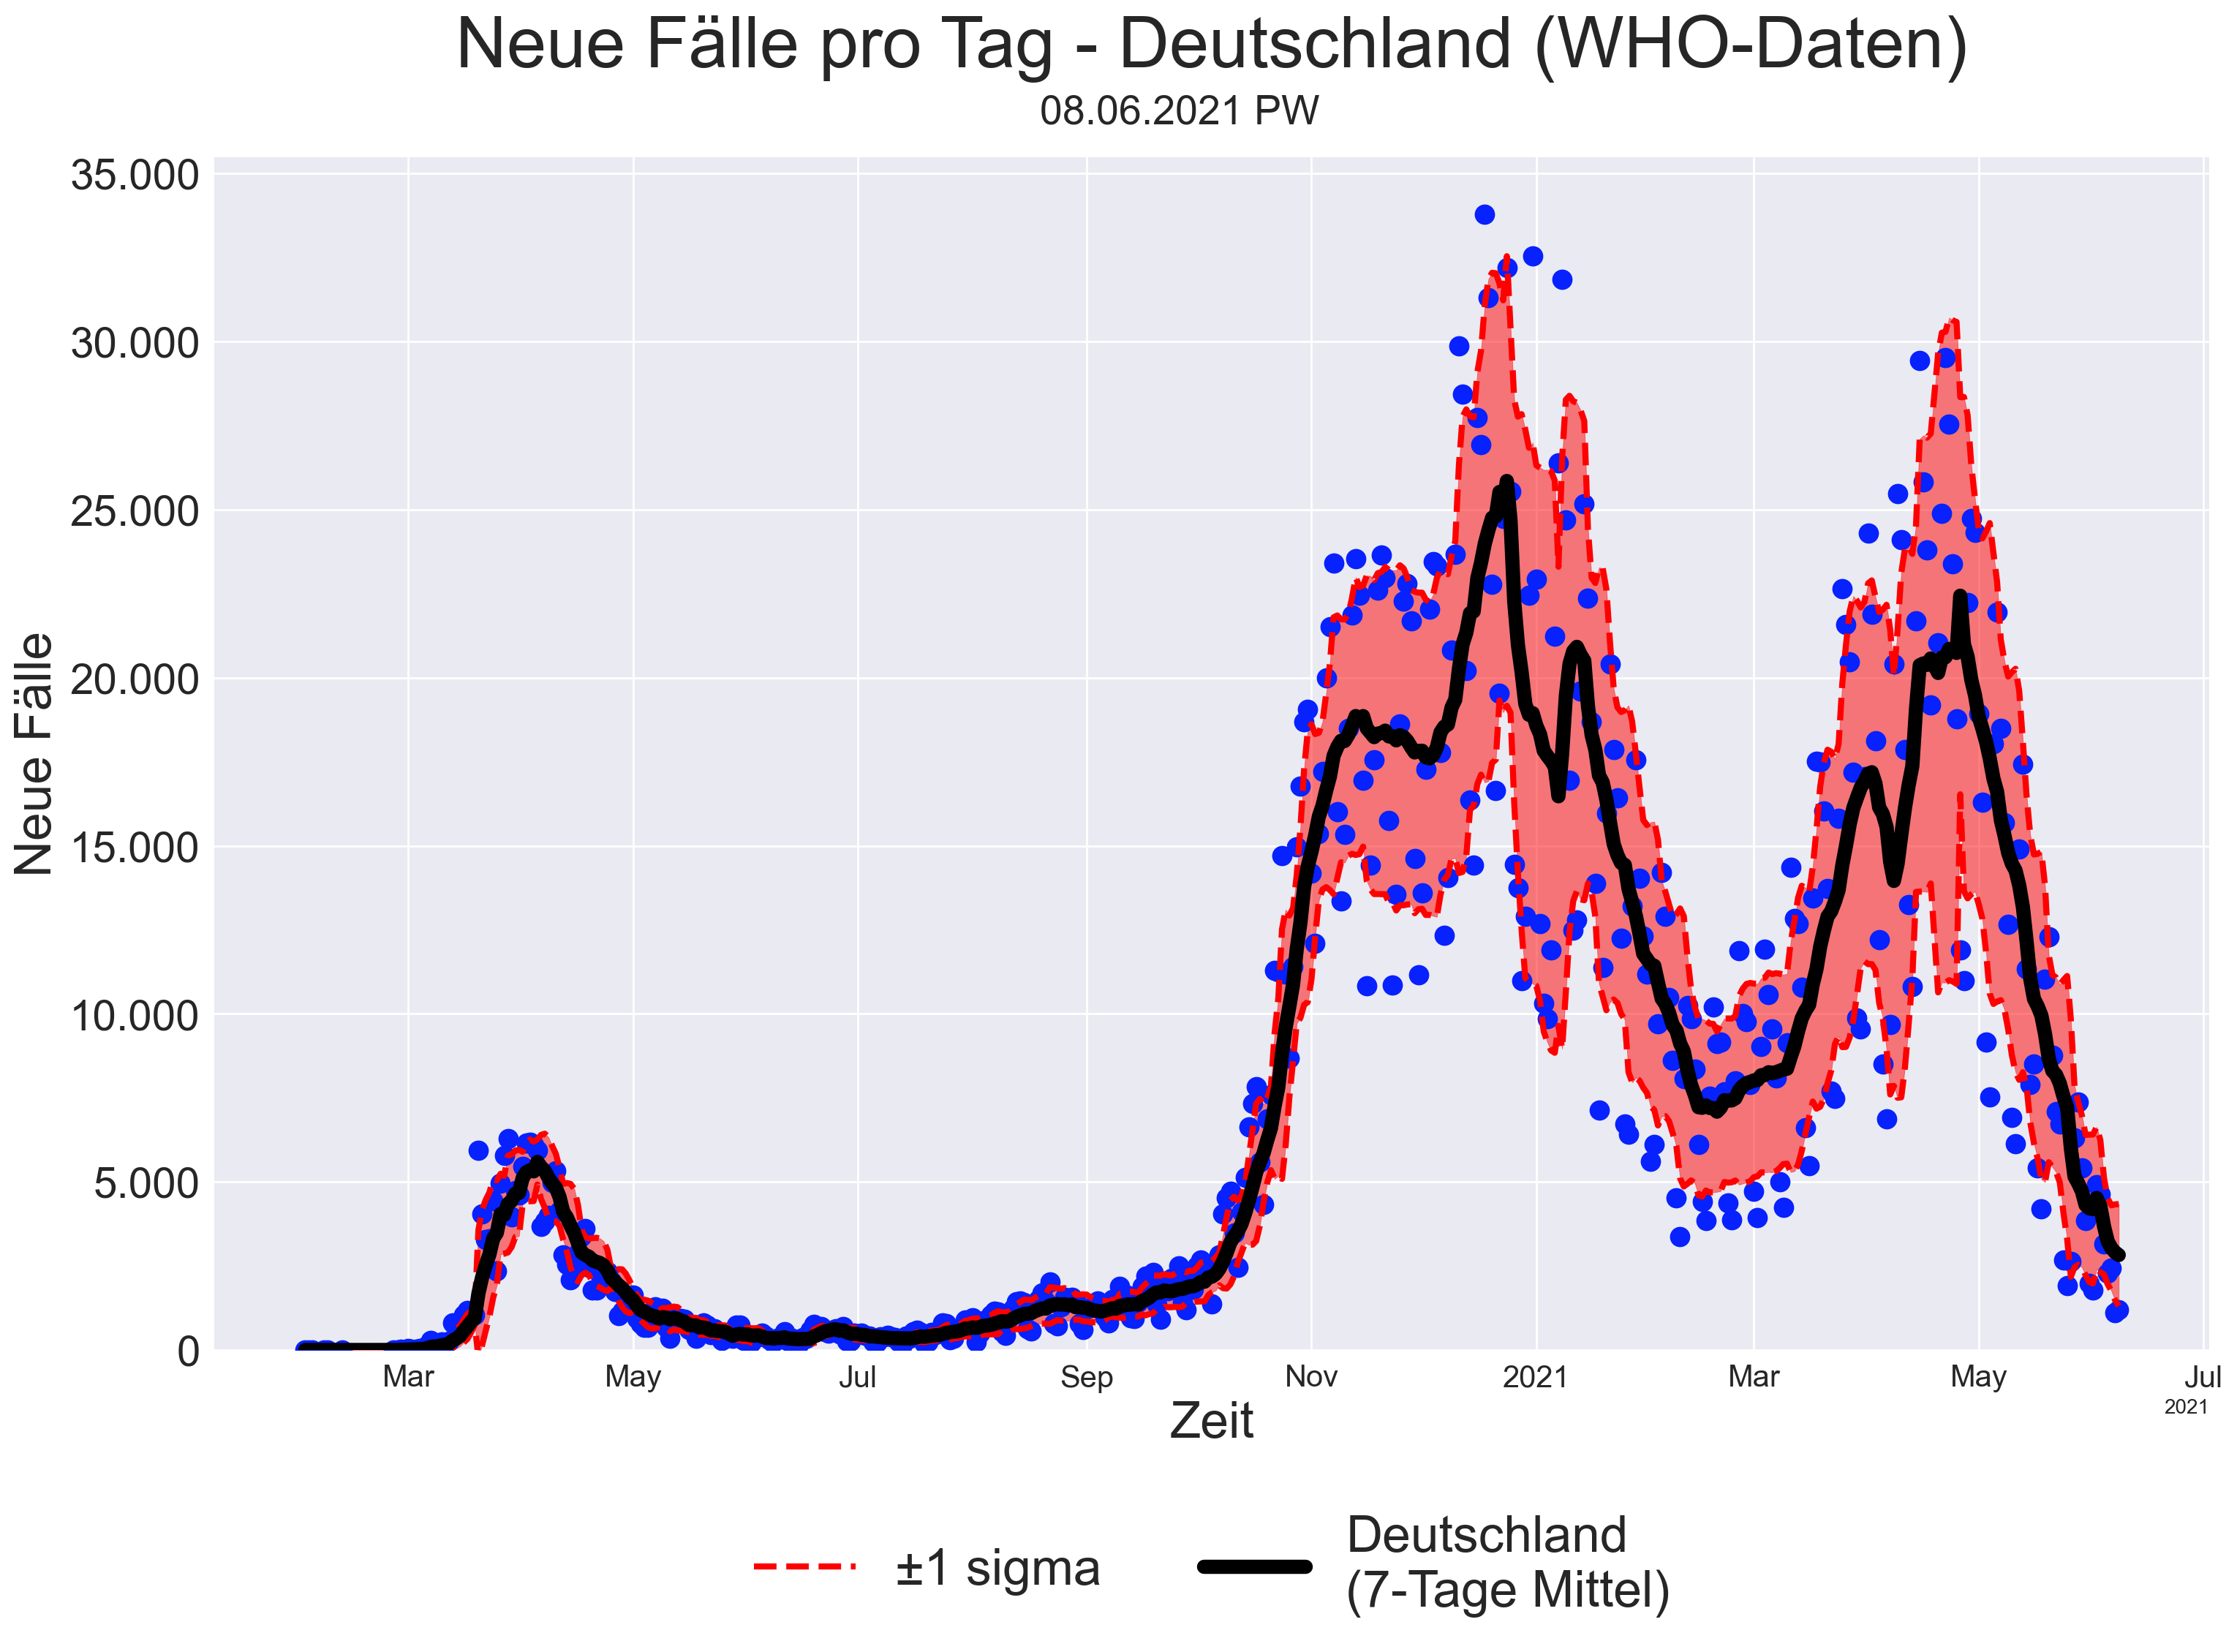 Neue Fälle pro Tag - Deutschland (WHO-Daten)
08.06.2021 PW
35.000
30.000
25.000
20.000
15.000
10.000
5.000
0
Neue Fälle
Mar May Jul Sep Nov 2021 Mar May Jul
2021
Zeit
±1 sigma
Deutschland
(7-Tage Mittel)